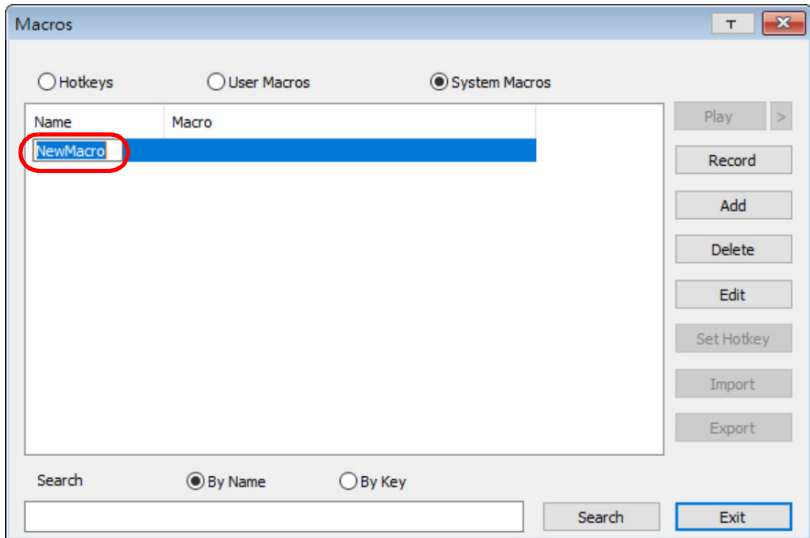 Macros
T
Hotkeys User Macros System Macros
Name Macro
NewMacro
Play >
Record
Add
Delete
Edit
Set Hotkey
Import
Export
Search By Name By Key
Search Exit